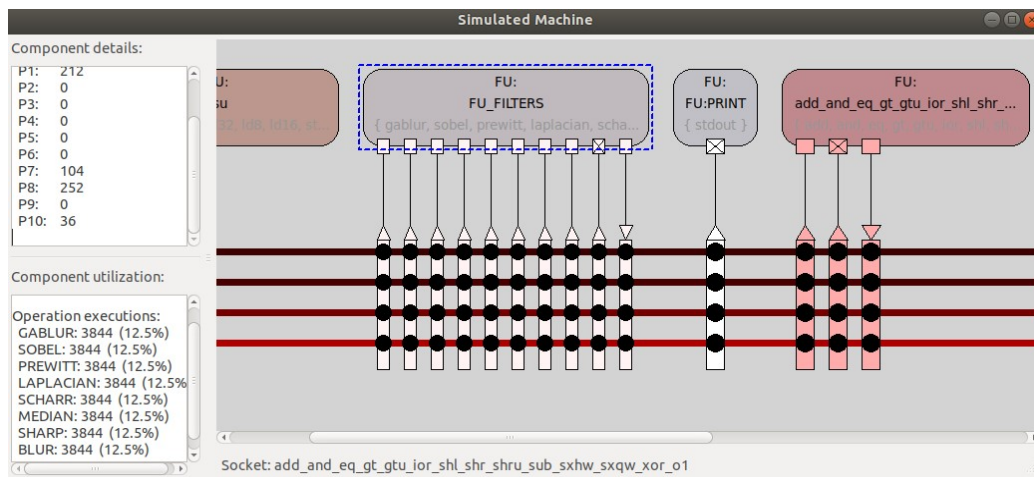 Simulated Machine
Component details:
P1: 212
P2: 0
P3: 0
P4: 0
P5: 0
P6: 0
P7: 104
P8: 252
P9: 0
P10: 36
Component utilization:
Operation executions:
GABLUR: 3844 (12.5%)
SOBEL: 3844 (12.5%)
PREWITT: 3844 (12.5%)
LAPLACIAN: 3844 (12.5%
SCHARR: 3844 (12.5%)
MEDIAN: 3844 (12.5%)
SHARP: 3844 (12.5%)
BLUR: 3844 (12.5%)
U:
su
32, ld8, ld16, st...
FU:
FU_FILTERS
{ gablur, sobel, prewitt, laplacian, scha...
FU:
FU:PRINT
{ stdout }
FU:
add_and_eq_gt_gtu_ior_shl_shr_...
Socket: add_and_eq_gt_gtu_ior_shl_shr_shru_sub_sxhw_sxqw_xor_o1